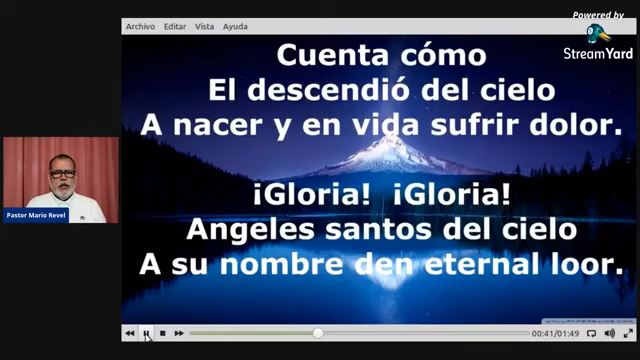 Powered by
StreamYard
Archivo Editar Vista Ayuda
Cuenta cómo
El descendió del cielo
A nacer y en vida sufrir dolor.
¡Gloria! ¡Gloria!
Angeles santos del cielo
A su nombre den eternal loor.
Pastor Mario Revel
00:41/01:49